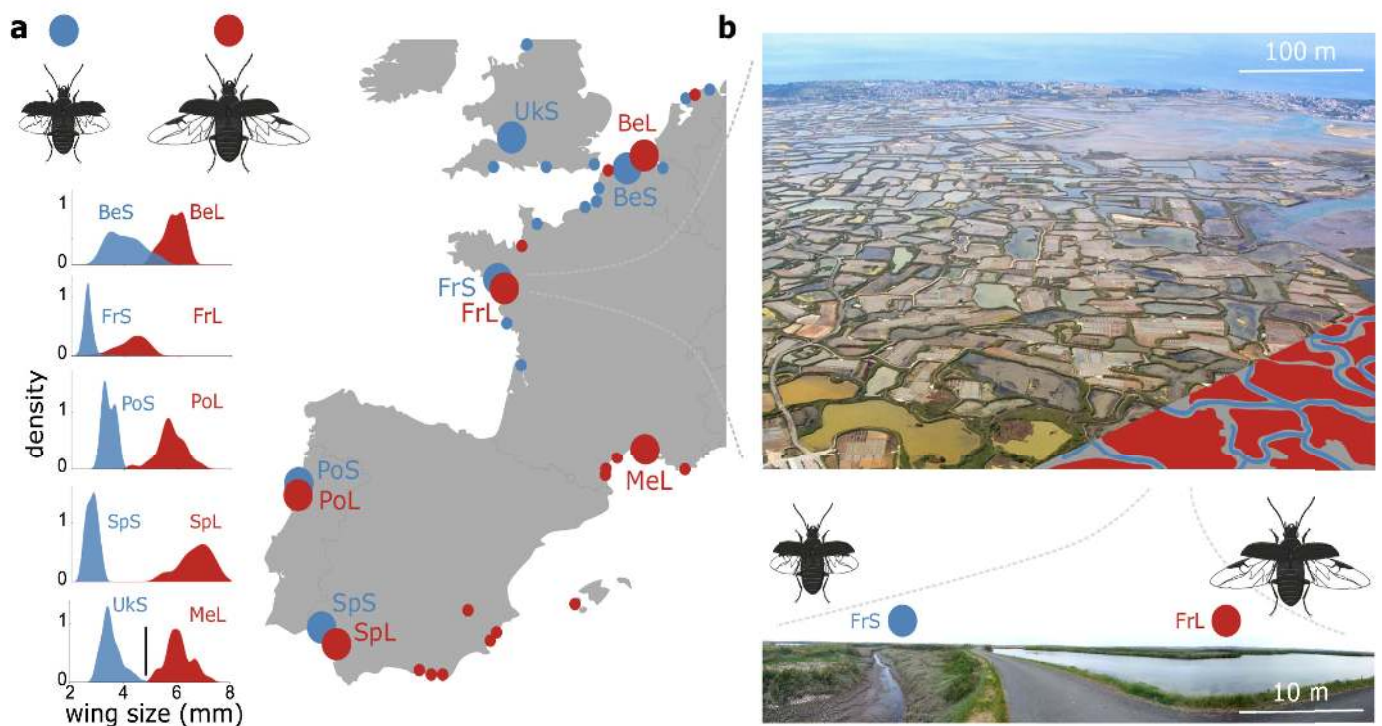 a
b
100 m
UkS
BeL
BeS
FrS
FrL
PoS
PoL
MeL
SpS
SpL
density
1
0
BeS
BeL
1
0
FrS
FrL
1
0
PoS
PoL
1
0
SpS
SpL
1
0
UkS
MeL
2 4 6 8
wing size (mm)
FrS
FrL
10 m